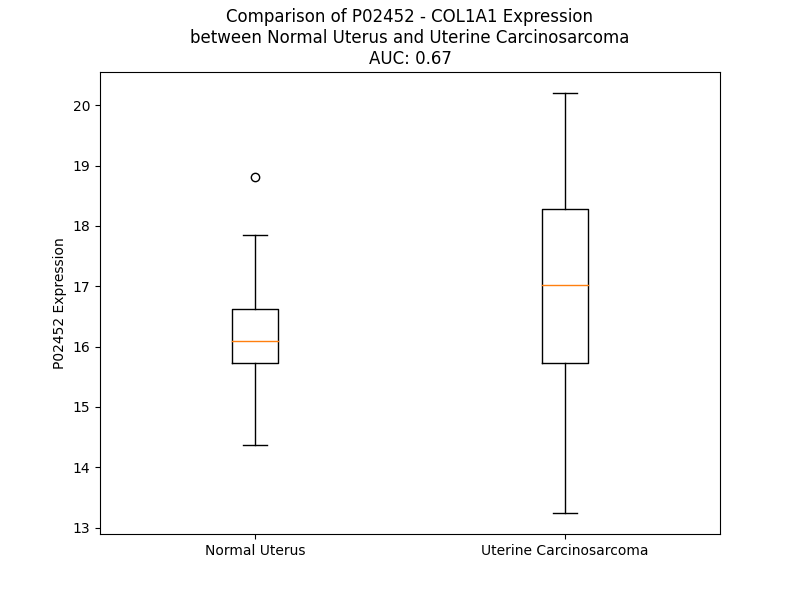 Comparison of P02452 - COL1A1 Expression
between Normal Uterus and Uterine Carcinosarcoma
AUC: 0.67
20
19
18
17
16
15
14
13
P02452 Expression
Normal Uterus
Uterine Carcinosarcoma